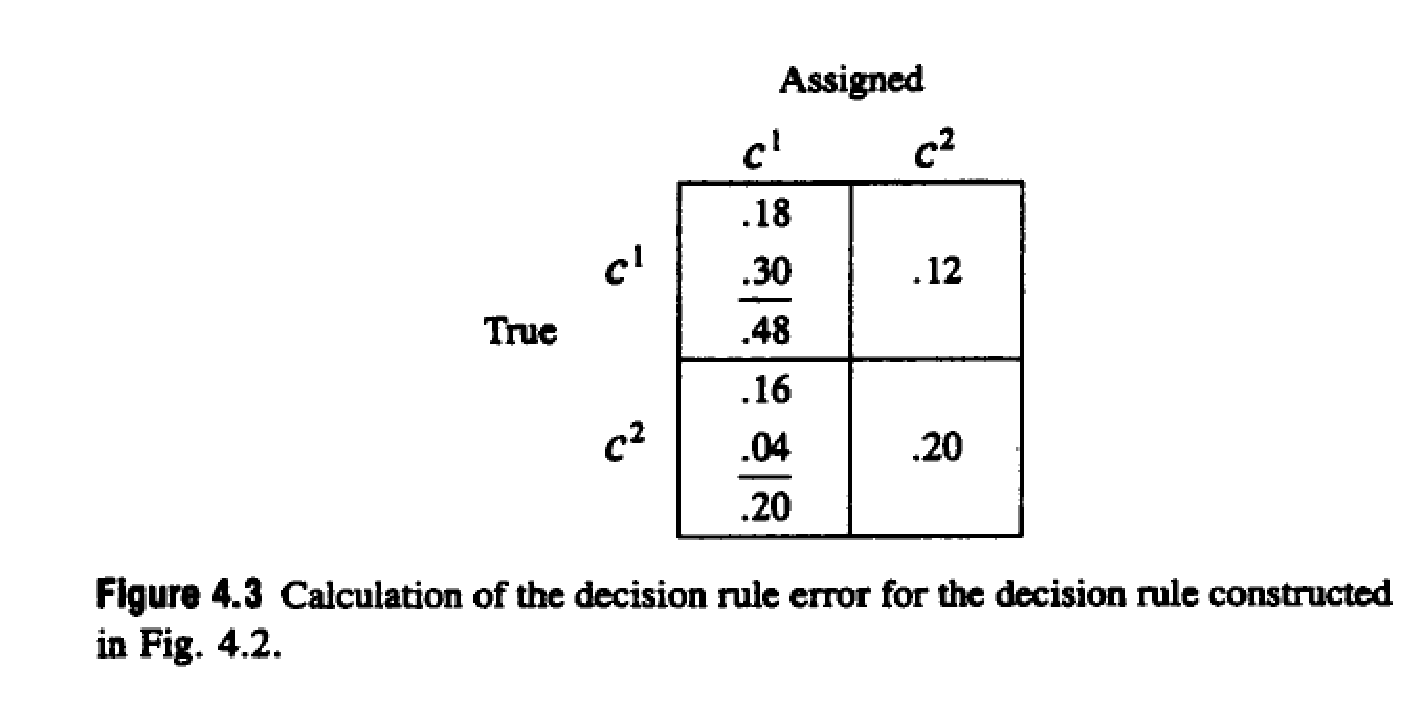 Assigned
c¹ c²
.18
c¹ .30 .12
True .48
.16
c² .04 .20
.20
Figure 4.3 Calculation of the decision rule error for the decision rule constructed
in Fig. 4.2.